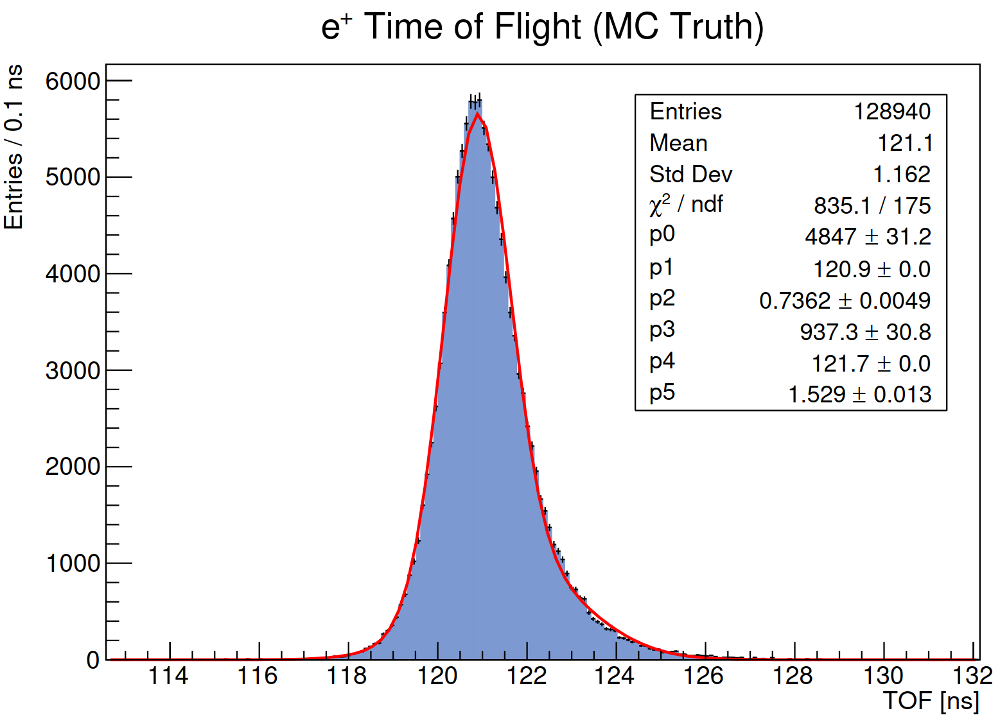 e⁺ Time of Flight (MC Truth)
Entries / 0.1 ns
6000
5000
4000
3000
2000
1000
0
Entries 128940
Mean 121.1
Std Dev 1.162
χ² / ndf 835.1 / 175
p0 4847 ± 31.2
p1 120.9 ± 0.0
p2 0.7362 ± 0.0049
p3 937.3 ± 30.8
p4 121.7 ± 0.0
p5 1.529 ± 0.013
114 116 118 120 122 124 126 128 130 132
TOF [ns]